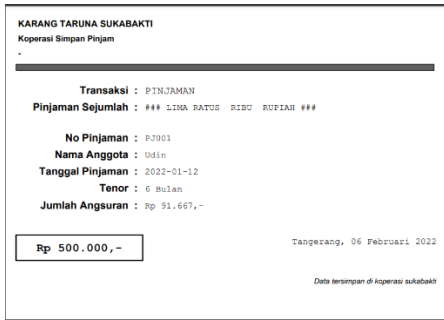 KARANG TARUNA SUKABAKTI
Koperasi Simpan Pinjam
-
Transaksi : PINJAMAN
Pinjaman Sejumlah : ### LIMA RATUS RIBU RUPIAH ###
No Pinjaman : PJ001
Nama Anggota : Udin
Tanggal Pinjaman : 2022-01-12
Tenor : 6 Bulan
Jumlah Angsuran : Rp 91.667,-
Rp 500.000,-
Tangerang, 06 Februari 2022
Data tersimpan di koperasi sukabakti